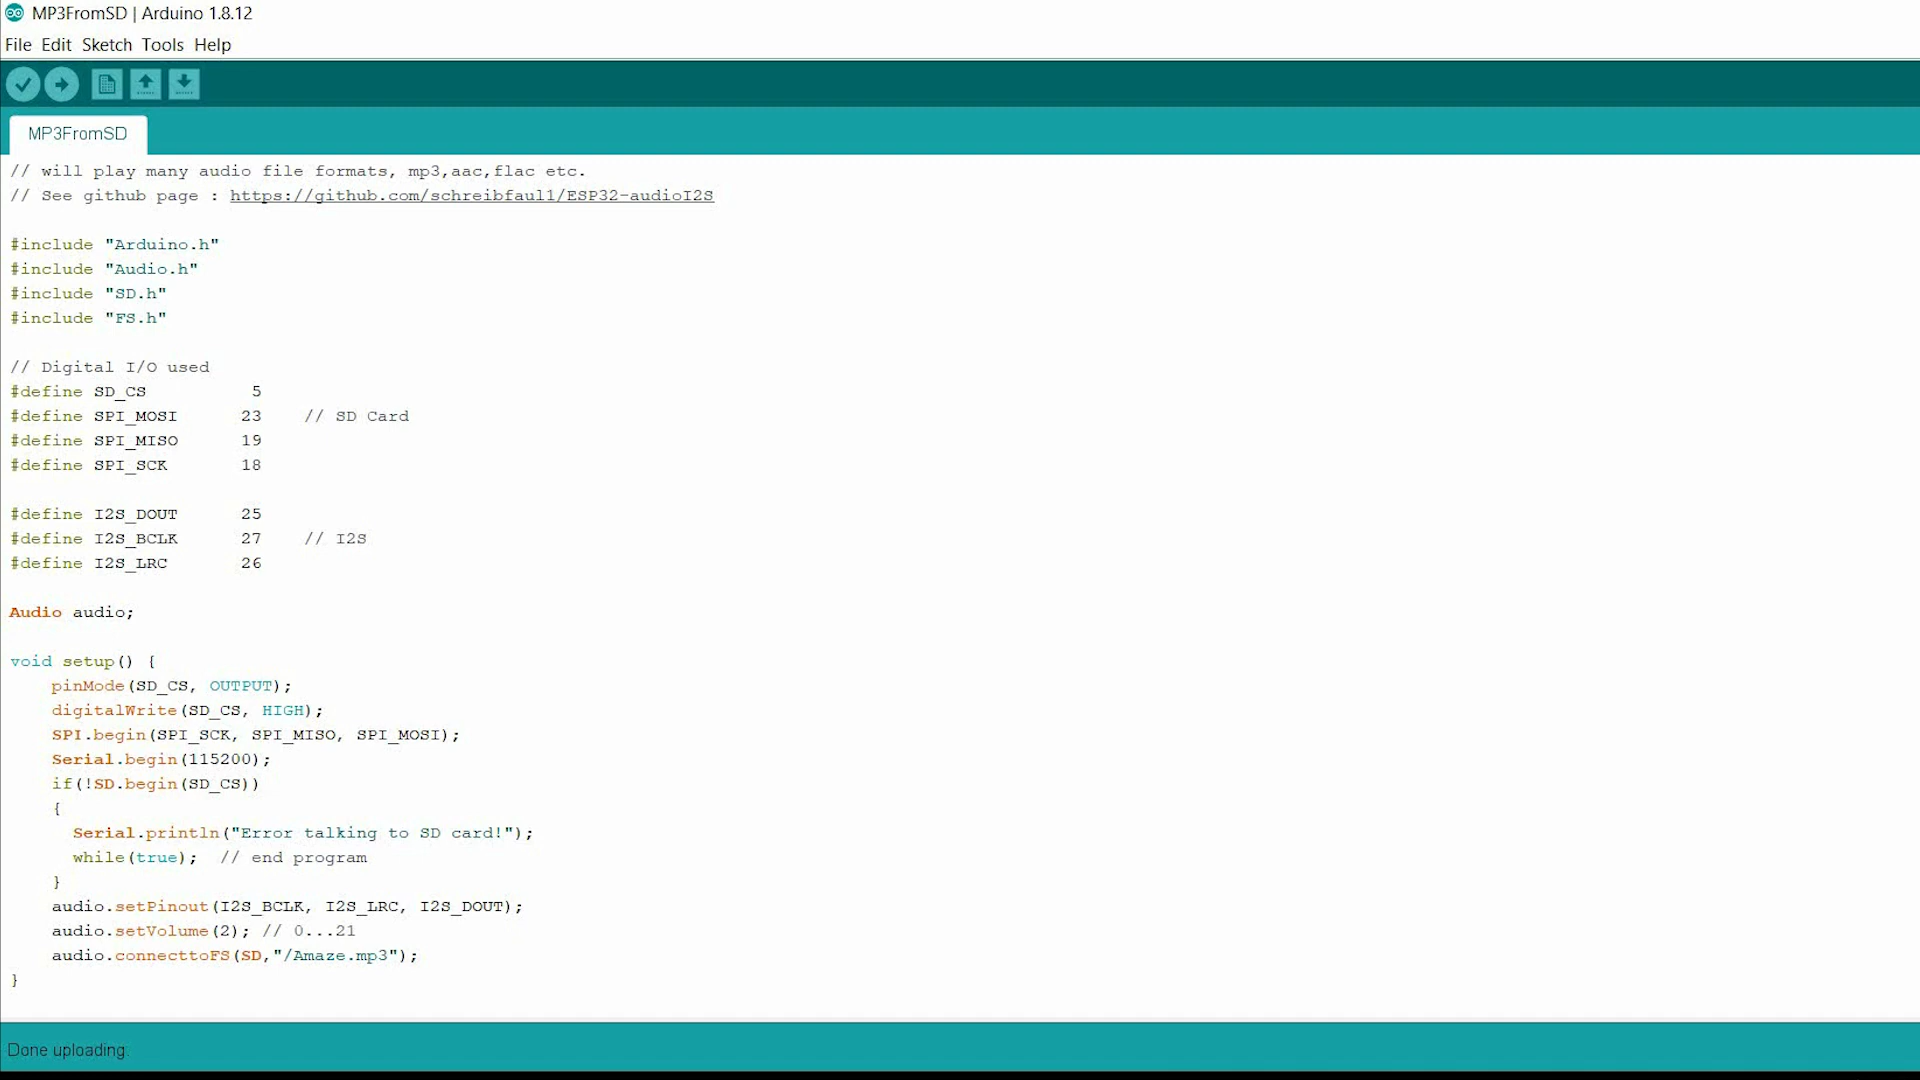 MP3FromSD | Arduino 1.8.12
File Edit Sketch Tools Help
MP3FromSD
// will play many audio file formats, mp3,aac,flac etc.
// See github page : https://github.com/schreibfaul1/ESP32-audioI2S
#include "Arduino.h"
#include "Audio.h"
#include "SD.h"
#include "FS.h"
// Digital I/O used
#define SD_CS 5
#define SPI_MOSI 23 // SD Card
#define SPI_MISO 19
#define SPI_SCK 18
#define I2S_DOUT 25
#define I2S_BCLK 27 // I2S
#define I2S_LRC 26
Audio audio;
void setup() {
pinMode(SD_CS, OUTPUT);
digitalWrite(SD_CS, HIGH);
SPI.begin(SPI_SCK, SPI_MISO, SPI_MOSI);
Serial.begin(115200);
if(!SD.begin(SD_CS))
{
Serial.println("Error talking to SD card!");
while(true); // end program
}
audio.setPinout(I2S_BCLK, I2S_LRC, I2S_DOUT);
audio.setVolume(2); // 0...21
audio.connecttoFS(SD,"/Amaze.mp3");
}
Done uploading.